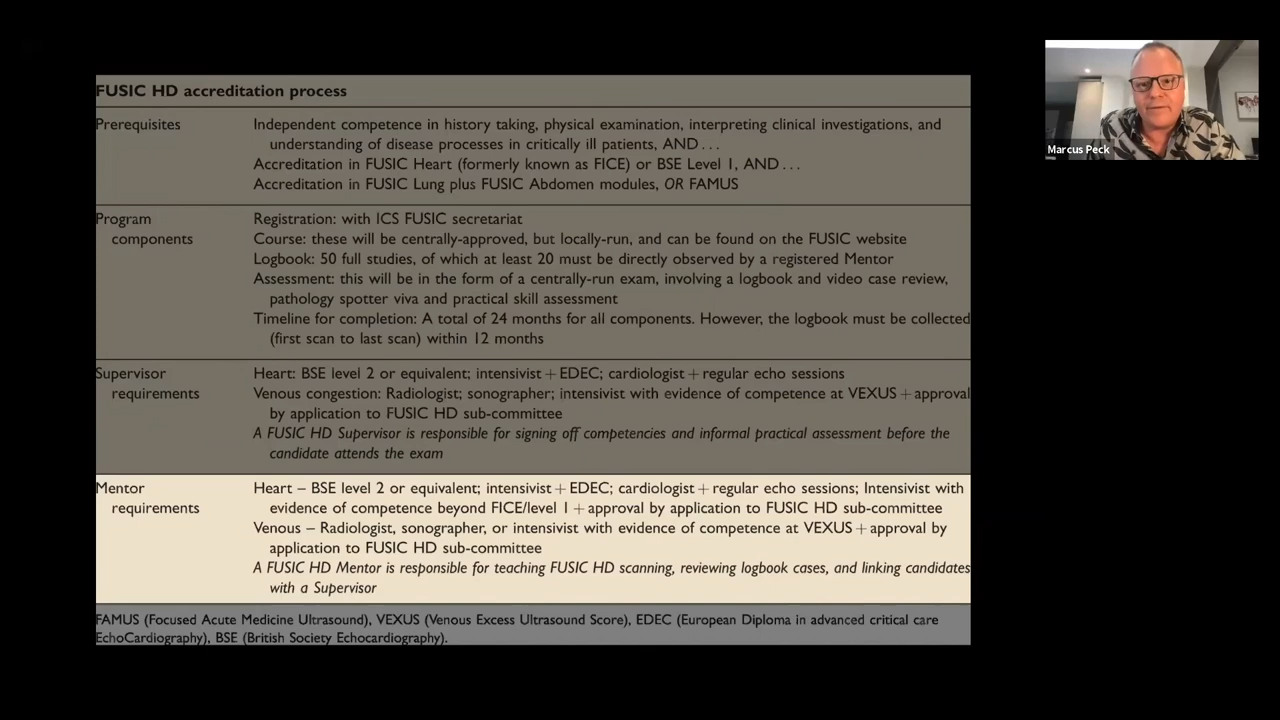 FUSIC HD accreditation process
Prerequisites
Independent competence in history taking, physical examination, interpreting clinical investigations, and
understanding of disease processes in critically ill patients, AND . . .
Accreditation in FUSIC Heart (formerly known as FICE) or BSE Level 1, AND . . .
Accreditation in FUSIC Lung plus FUSIC Abdomen modules, OR FAMUS
Program
components
Registration: with ICS FUSIC secretariat
Course: these will be centrally-approved, but locally-run, and can be found on the FUSIC website
Logbook: 50 full studies, of which at least 20 must be directly observed by a registered Mentor
Assessment: this will be in the form of a centrally-run exam, involving a logbook and video case review,
pathology spotter viva and practical skill assessment
Timeline for completion: A total of 24 months for all components. However, the logbook must be collected
(first scan to last scan) within 12 months
Supervisor
requirements
Heart: BSE level 2 or equivalent; intensivist + EDEC; cardiologist + regular echo sessions
Venous congestion: Radiologist; sonographer; intensivist with evidence of competence at VEXUS + approval
by application to FUSIC HD sub-committee
A FUSIC HD Supervisor is responsible for signing off competencies and informal practical assessment before the
candidate attends the exam
Mentor
requirements
Heart – BSE level 2 or equivalent; intensivist + EDEC; cardiologist + regular echo sessions; Intensivist with
evidence of competence beyond FICE/level 1 + approval by application to FUSIC HD sub-committee
Venous – Radiologist, sonographer, or intensivist with evidence of competence at VEXUS + approval by
application to FUSIC HD sub-committee
A FUSIC HD Mentor is responsible for teaching FUSIC HD scanning, reviewing logbook cases, and linking candidates
with a Supervisor
FAMUS (Focused Acute Medicine Ultrasound), VEXUS (Venous Excess Ultrasound Score), EDEC (European Diploma in advanced critical care
EchoCardiography), BSE (British Society Echocardiography).
Marcus Peck